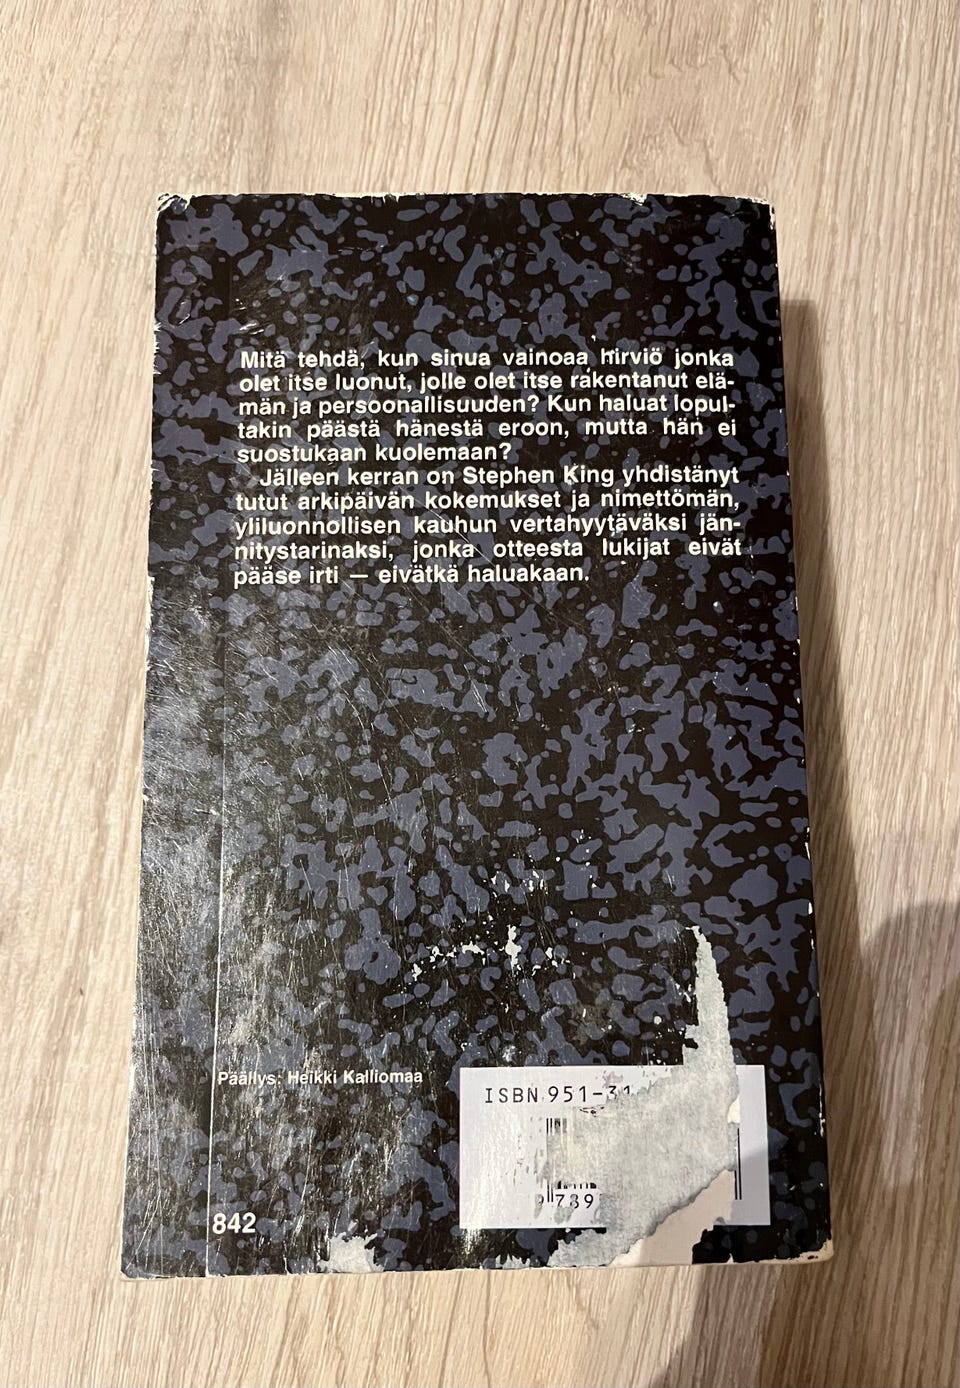 Mitä tehdä, kun sinua vainoaa hirviö jonka
olet itse luonut, jolle olet itse rakentanut elä-
män ja persoonallisuuden? Kun haluat lopul-
takin päästä hänestä eroon, mutta hän ei
suostukaan kuolemaan?
Jälleen kerran on Stephen King yhdistänyt
tutut arkipäivän kokemukset ja nimettömän,
yliluonnollisen kauhun vertahyytäväksi jän-
nitystarinaksi, jonka otteesta lukijat eivät
pääse irti — eivätkä haluakaan.
Päällys: Heikki Kalliomaa
ISBN 951-31
9 789
842